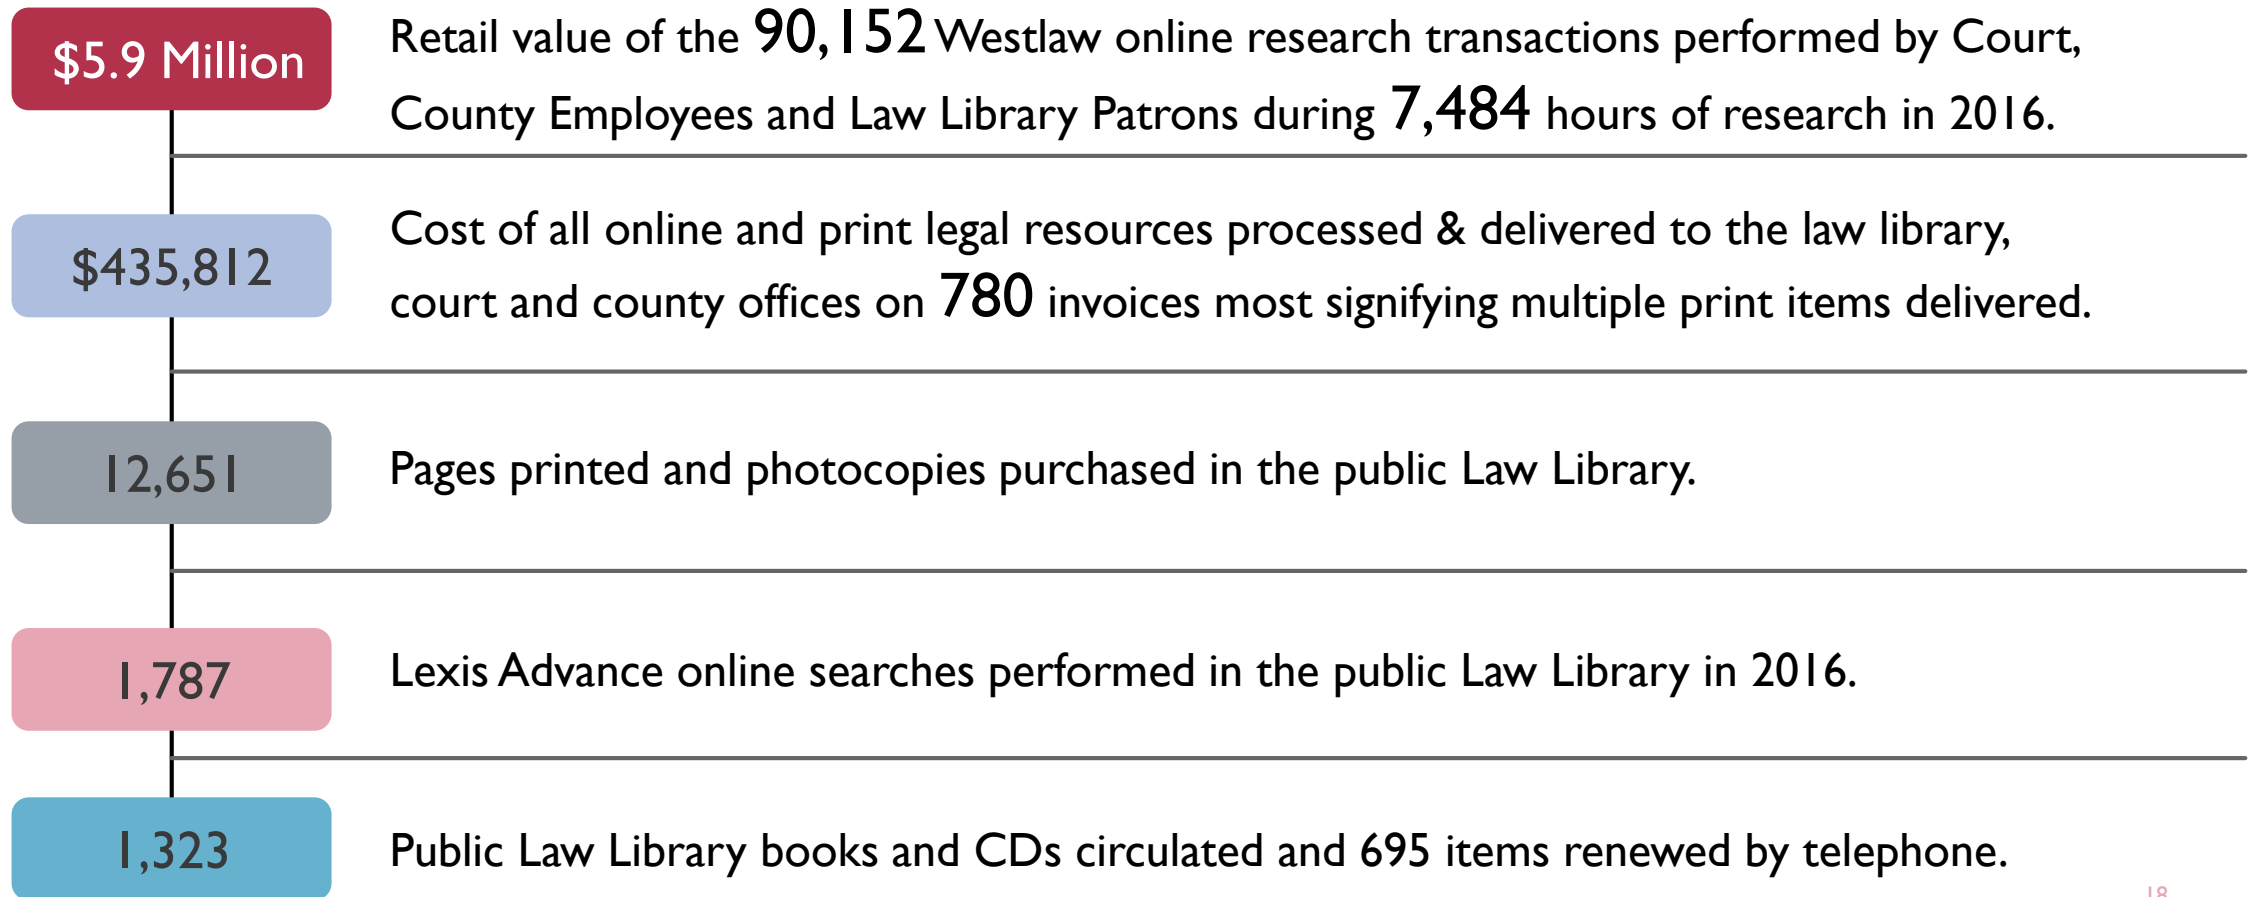 $5.9 Million
Retail value of the 90,152 Westlaw online research transactions performed by Court,
County Employees and Law Library Patrons during 7,484 hours of research in 2016.
$435,812
Cost of all online and print legal resources processed & delivered to the law library,
court and county offices on 780 invoices most signifying multiple print items delivered.
12,651
Pages printed and photocopies purchased in the public Law Library.
1,787
Lexis Advance online searches performed in the public Law Library in 2016.
1,323
Public Law Library books and CDs circulated and 695 items renewed by telephone.
18